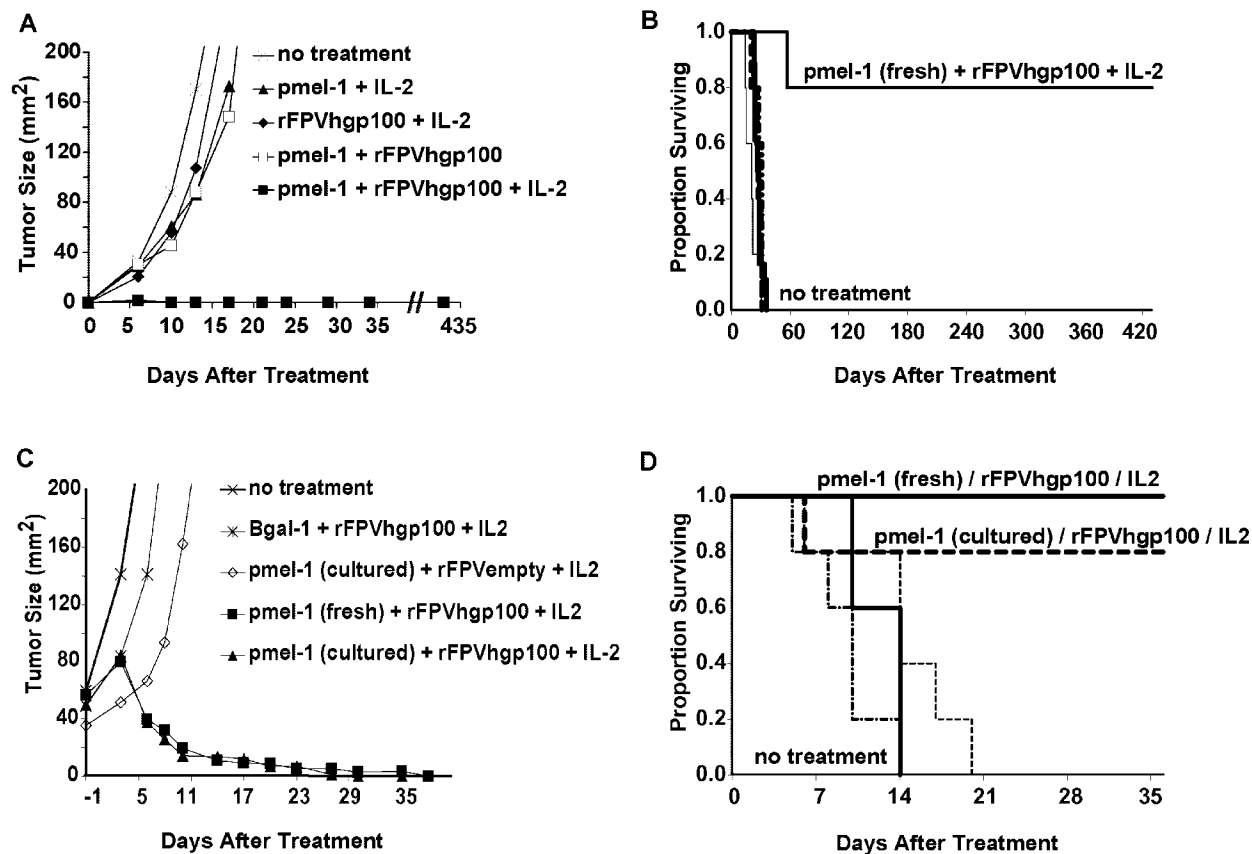 A
Tumor Size (mm2)
200
160
120
80
40
0
no treatment
pmel-1 + IL-2
rFPVhgp100 + IL-2
pmel-1 + rFPVhgp100
pmel-1 + rFPVhgp100 + IL-2
0 5 10 15 20 25 30 35 // 435
Days After Treatment
B
Proportion Surviving
1.0
0.8
0.6
0.4
0.2
0.0
pmel-1 (fresh) + rFPVhgp100 + IL-2
no treatment
0 60 120 180 240 300 360 420
Days After Treatment
C
Tumor Size (mm2)
200
160
120
80
40
0
no treatment
Bgal-1 + rFPVhgp100 + IL2
pmel-1 (cultured) + rFPVempty + IL2
pmel-1 (fresh) + rFPVhgp100 + IL2
pmel-1 (cultured) + rFPVhgp100 + IL-2
-1 5 11 17 23 29 35
Days After Treatment
D
Proportion Surviving
1.0
0.8
0.6
0.4
0.2
0.0
pmel-1 (fresh) / rFPVhgp100 / IL2
pmel-1 (cultured) / rFPVhgp100 / IL2
no treatment
0 7 14 21 28 35
Days After Treatment